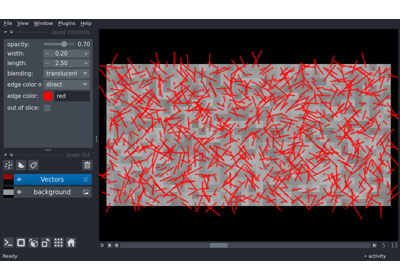 File View Window Plugins Help
layer controls
opacity: 0.70
width: 0.20
length: 2.50
blending: translucent
edge color m direct
edge color: red
out of slice:
layer list
Vectors
background
0 5 13
Ready activity